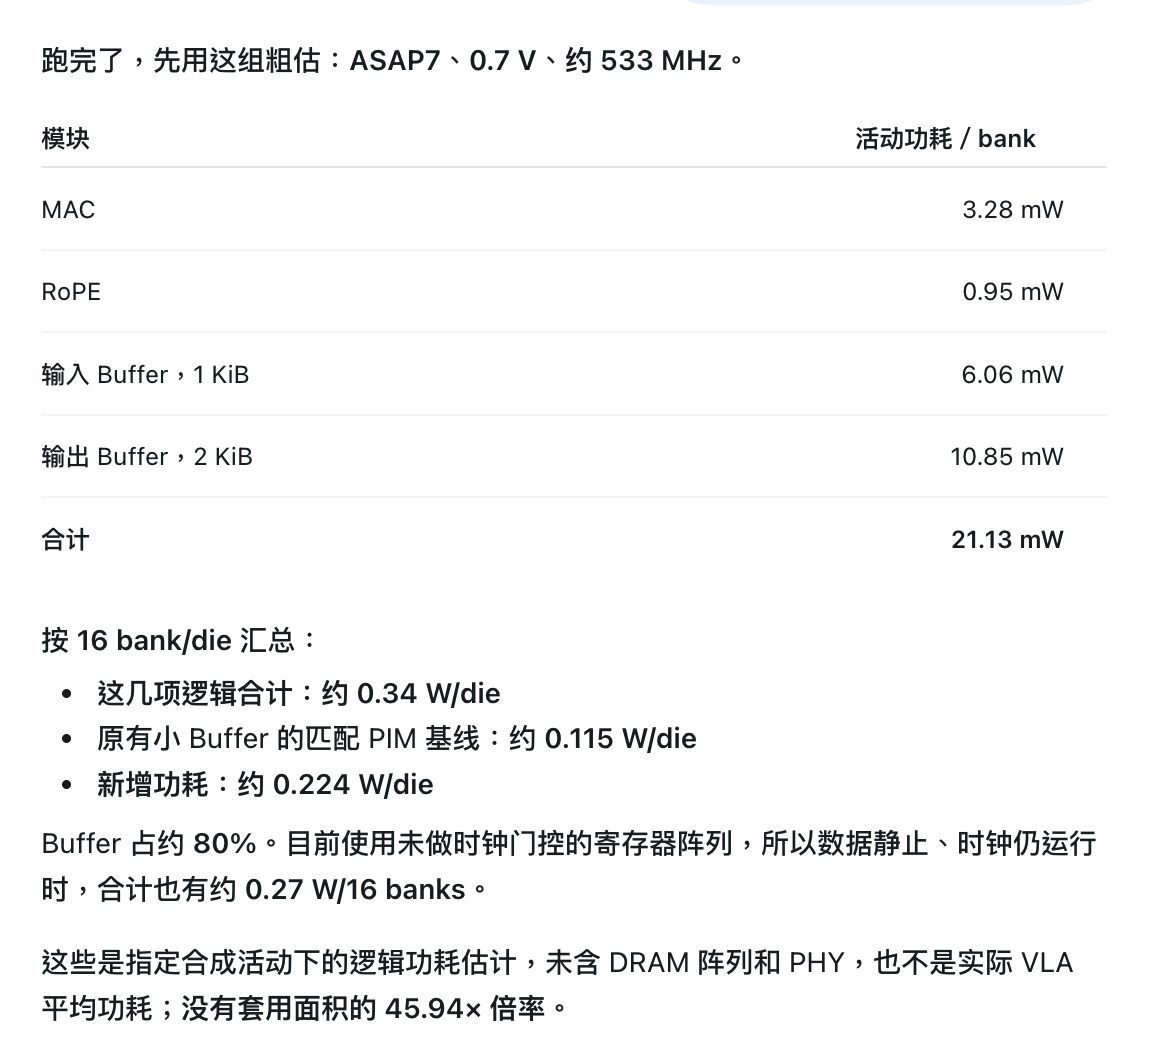 跑完了，先用这组粗估：ASAP7、0.7 V、约 533 MHz。
模块 活动功耗 / bank
MAC 3.28 mW
RoPE 0.95 mW
输入 Buffer，1 KiB 6.06 mW
输出 Buffer，2 KiB 10.85 mW
合计 21.13 mW
按 16 bank/die 汇总：
• 这几项逻辑合计：约 0.34 W/die
• 原有小 Buffer 的匹配 PIM 基线：约 0.115 W/die
• 新增功耗：约 0.224 W/die
Buffer 占约 80%。目前使用未做时钟门控的寄存器阵列，所以数据静止、时钟仍运行
时，合计也有约 0.27 W/16 banks。
这些是指定合成活动下的逻辑功耗估计，未含 DRAM 阵列和 PHY，也不是实际 VLA
平均功耗；没有套用面积的 45.94× 倍率。